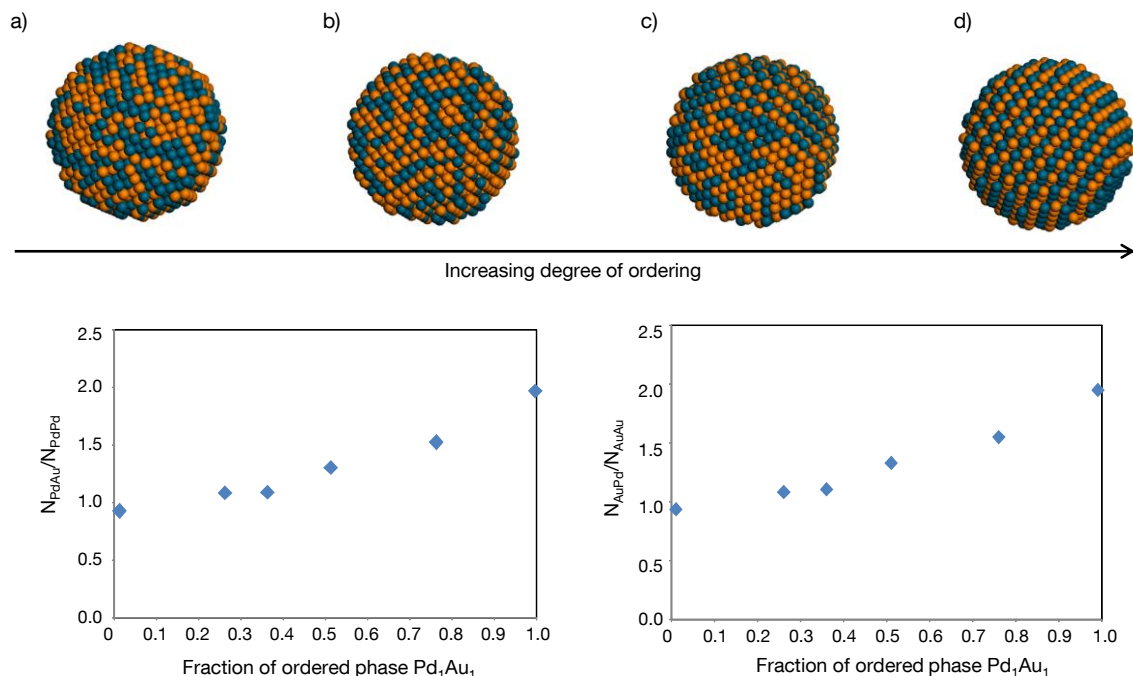 a) b) c) d)
Increasing degree of ordering
2.5
2.0
1.5
1.0
0.5
0.0
N_PdAu/N_PdPd
0 0.1 0.2 0.3 0.4 0.5 0.6 0.7 0.8 0.9 1.0
Fraction of ordered phase Pd₁Au₁
2.5
2.0
1.5
1.0
0.5
0.0
N_AuPd/N_AuAu
0 0.1 0.2 0.3 0.4 0.5 0.6 0.7 0.8 0.9 1.0
Fraction of ordered phase Pd₁Au₁